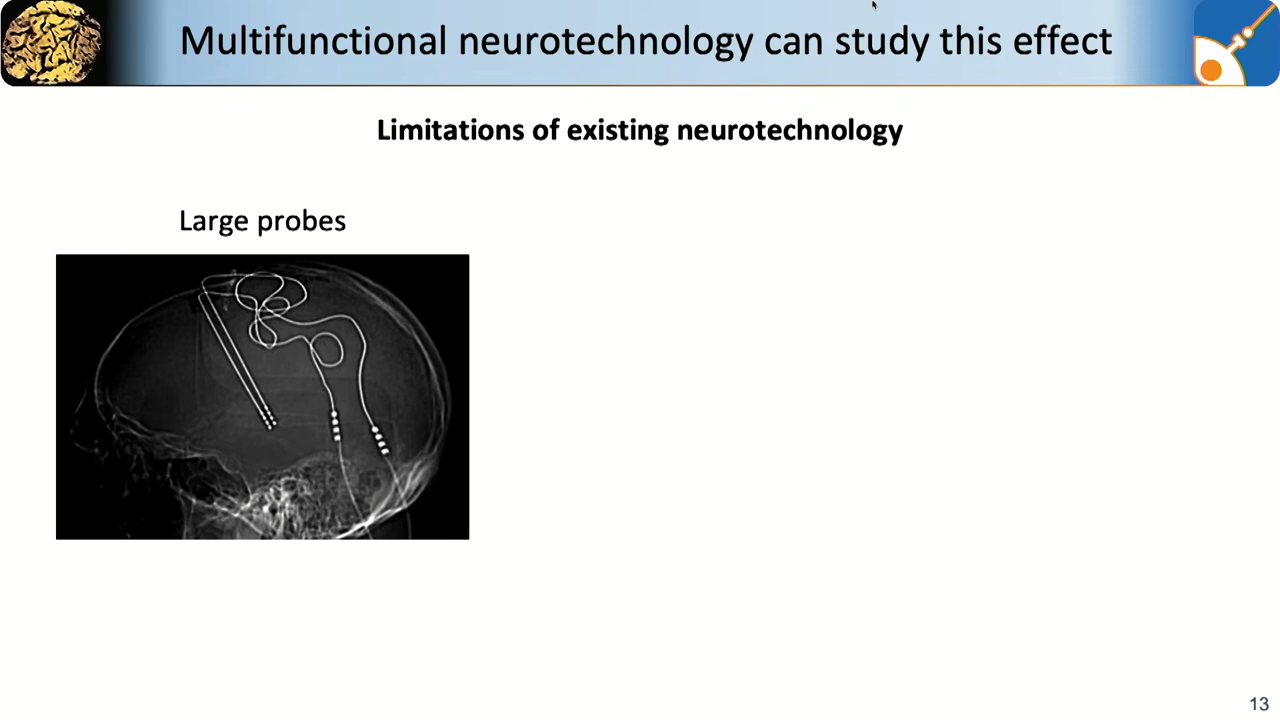 Multifunctional neurotechnology can study this effect
Limitations of existing neurotechnology
Large probes
13